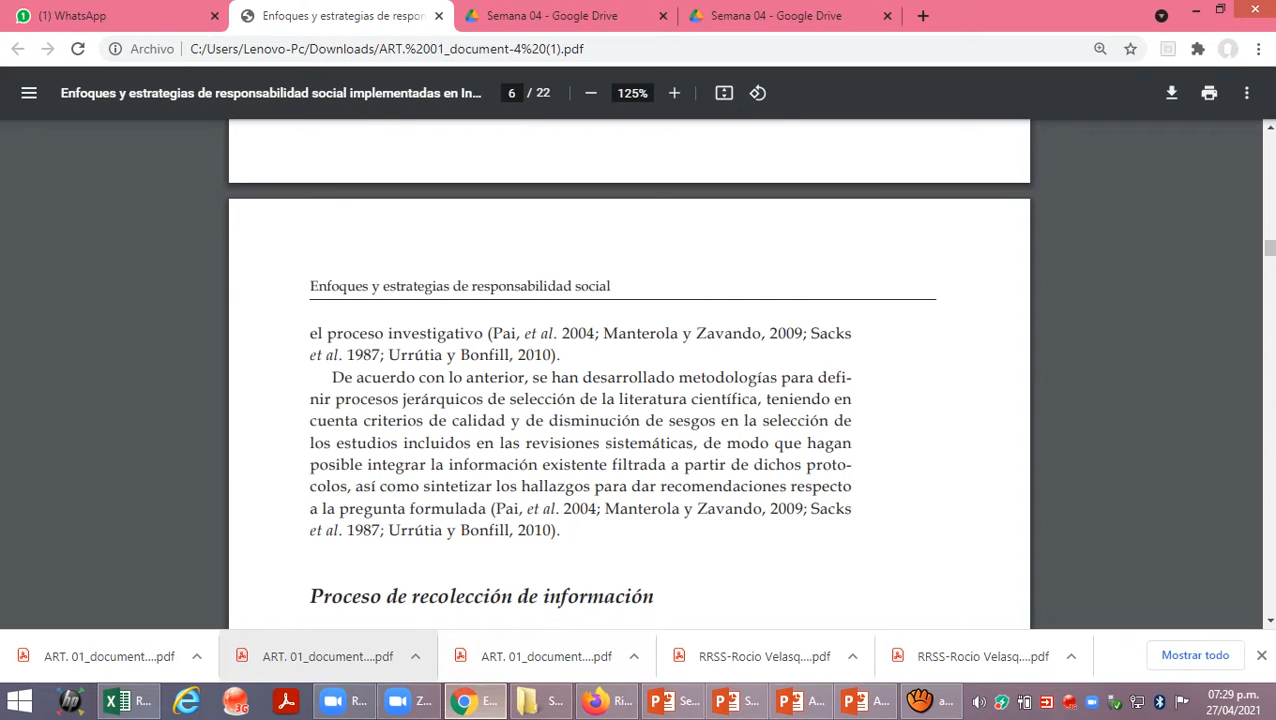 (1) WhatsApp
Enfoques y estrategias de respon
Semana 04 - Google Drive
Semana 04 - Google Drive
Archivo
C:/Users/Lenovo-Pc/Downloads/ART.%2001_document-4%20(1).pdf
Enfoques y estrategias de responsabilidad social implementadas en In...
6 / 22
125%
Enfoques y estrategias de responsabilidad social
el proceso investigativo (Pai, et al. 2004; Manterola y Zavando, 2009; Sacks
et al. 1987; Urrútia y Bonfill, 2010).
De acuerdo con lo anterior, se han desarrollado metodologías para defi-
nir procesos jerárquicos de selección de la literatura científica, teniendo en
cuenta criterios de calidad y de disminución de sesgos en la selección de
los estudios incluidos en las revisiones sistemáticas, de modo que hagan
posible integrar la información existente filtrada a partir de dichos proto-
colos, así como sintetizar los hallazgos para dar recomendaciones respecto
a la pregunta formulada (Pai, et al. 2004; Manterola y Zavando, 2009; Sacks
et al. 1987; Urrútia y Bonfill, 2010).
Proceso de recolección de información
ART. 01_document....pdf
ART. 01_document....pdf
ART. 01_document....pdf
RRSS-Rocio Velasq....pdf
RRSS-Rocio Velasq....pdf
Mostrar todo
R...
3G
R...
Z...
E...
S...
Ri...
Se...
S...
A...
A...
a...
07:29 p.m.
27/04/2021